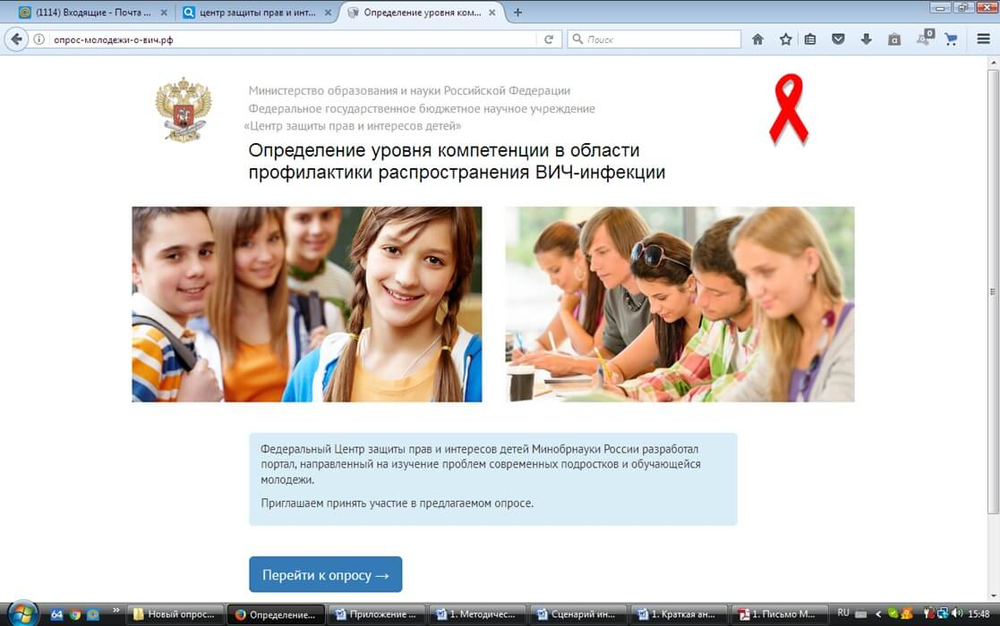 (1114) Входящие - Почта ...
центр защиты прав и инт...
Определение уровня ком...
опрос-молодежи-о-вич.рф
Поиск
0
Министерство образования и науки Российской Федерации
Федеральное государственное бюджетное научное учреждение
«Центр защиты прав и интересов детей»
Определение уровня компетенции в области
профилактики распространения ВИЧ-инфекции
Федеральный Центр защиты прав и интересов детей Минобрнауки России разработал
портал, направленный на изучение проблем современных подростков и обучающейся
молодежи.
Приглашаем принять участие в предлагаемом опросе.
Перейти к опросу →
64
»
Новый опрос...
Определение...
Приложение ...
1. Методичес...
Сценарий ин...
1. Краткая ан...
1. Письмо М...
RU
15:48